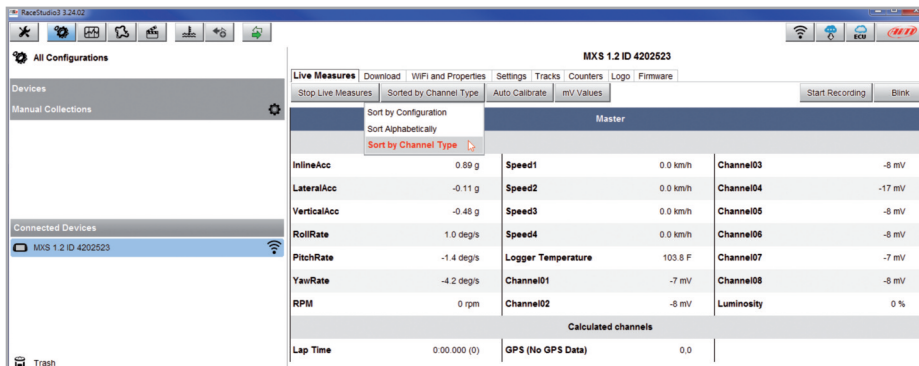 RaceStudio3 3.24.02
ECU AiM
All Configurations
MXS 1.2 ID 4202523
Live Measures Download WiFi and Properties Settings Tracks Counters Logo Firmware
Devices
Stop Live Measures Sorted by Channel Type Auto Calibrate mV Values Start Recording Blink
Manual Collections
Sort by Configuration
Master
Sort Alphabetically
Sort by Channel Type
InlineAcc 0.89 g Speed1 0.0 km/h Channel03 -8 mV
LateralAcc -0.11 g Speed2 0.0 km/h Channel04 -17 mV
VerticalAcc -0.48 g Speed3 0.0 km/h Channel05 -8 mV
Connected Devices
RollRate 1.0 deg/s Speed4 0.0 km/h Channel06 -8 mV
MXS 1.2 ID 4202523
PitchRate -1.4 deg/s Logger Temperature 103.8 F Channel07 -7 mV
YawRate -4.2 deg/s Channel01 -7 mV Channel08 -8 mV
RPM 0 rpm Channel02 -8 mV Luminosity 0 %
Calculated channels
Lap Time 0:00.000 (0) GPS (No GPS Data) 0,0
Trash